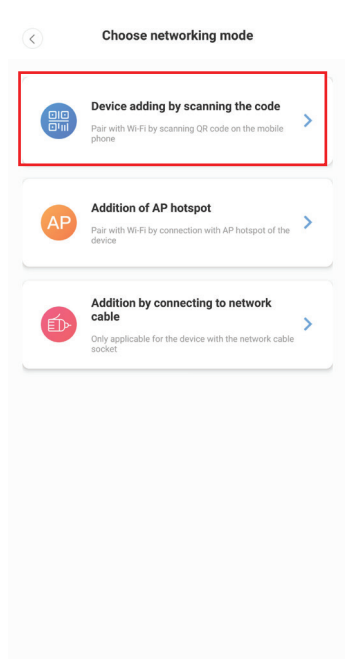 Choose networking mode
Device adding by scanning the code
Pair with Wi-Fi by scanning QR code on the mobile
phone
AP
Addition of AP hotspot
Pair with Wi-Fi by connection with AP hotspot of the
device
Addition by connecting to network
cable
Only applicable for the device with the network cable
socket